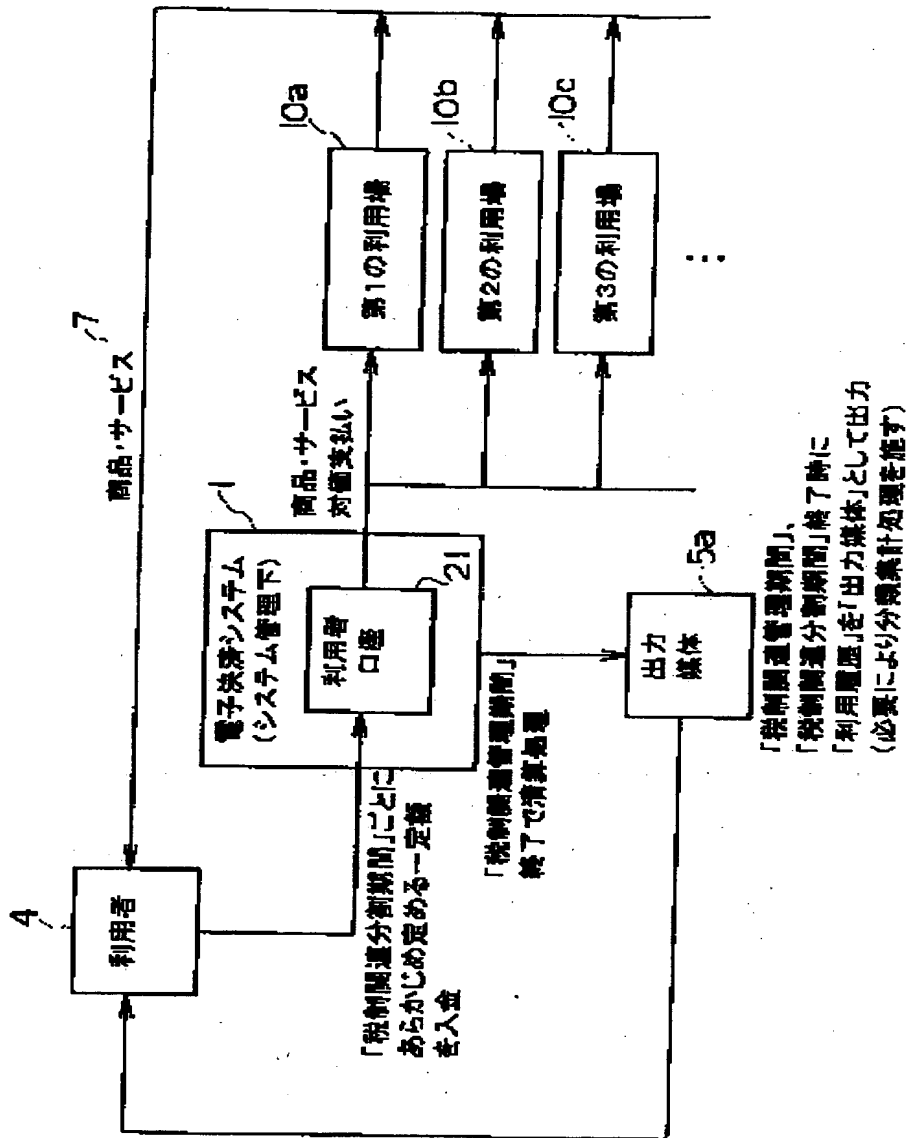 商品・サービス
7
4
利用者
「税制関連分割期間」ごとに
あらかじめ定める一定額
を入金
電子決済システム
(システム管理下)
1
利用者
口座
21
商品・サービス
対価支払い
第1の利用場
10a
第2の利用場
10b
第3の利用場
10c
「税制関連管理期間」
終了で清算処理
出力
媒体
5a
「税制関連管理期間」、
「税制関連分割期間」終了時に
「利用履歴」を「出力媒体」として出力
(必要により分類集計処理を施す)